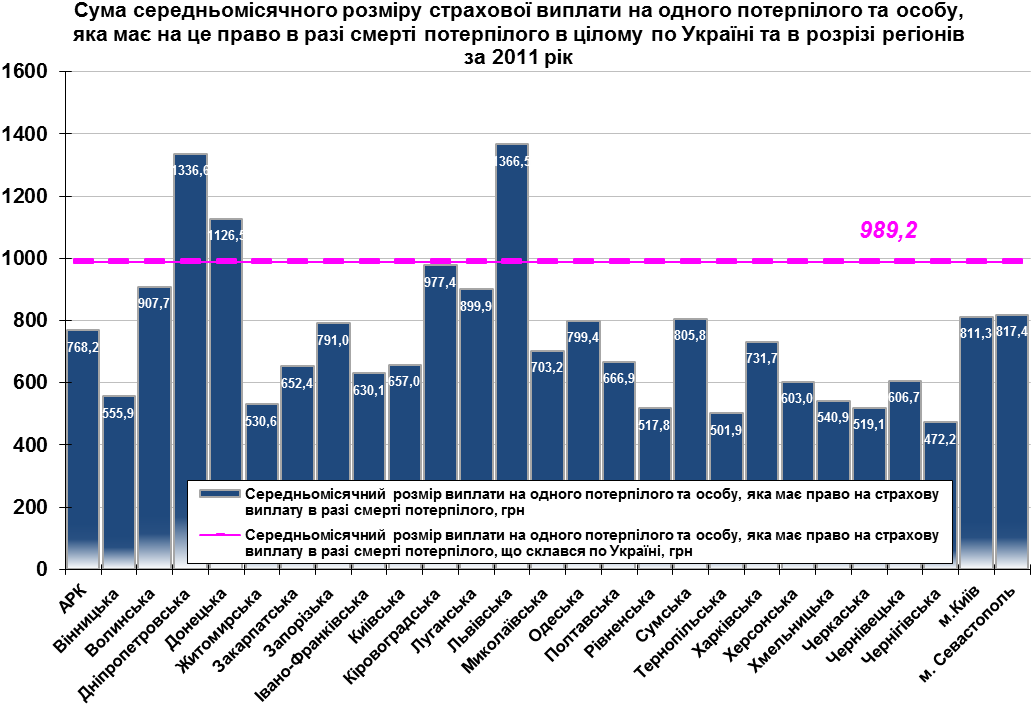 Сума середньомісячного розміру страхової виплати на одного потерпілого та особу,
яка має на це право в разі смерті потерпілого в цілому по Україні та в розрізі регіонів
за 2011 рік
1600
1400
1200
1000
800
600
400
200
0
989,2
768,2
555,9
907,7
1336,6
1126,5
530,6
652,4
791,0
630,1
657,0
977,4
899,9
1366,5
703,2
799,4
666,9
517,8
805,8
501,9
731,7
603,0
540,9
519,1
606,7
472,2
811,3
817,4
Середньомісячний розмір виплати на одного потерпілого та особу, яка має право на страхову
виплату в разі смерті потерпілого, грн
Середньомісячний розмір виплати на одного потерпілого та особу, яка має право на страхову
виплату в разі смерті потерпілого, що склався по Україні, грн
АРК
Вінницька
Волинська
Дніпропетровська
Донецька
Житомирська
Закарпатська
Запорізька
Івано-Франківська
Київська
Кіровоградська
Луганська
Львівська
Миколаївська
Одеська
Полтавська
Рівненська
Сумська
Тернопільська
Харківська
Херсонська
Хмельницька
Черкаська
Чернівецька
Чернігівська
м.Київ
м. Севастополь